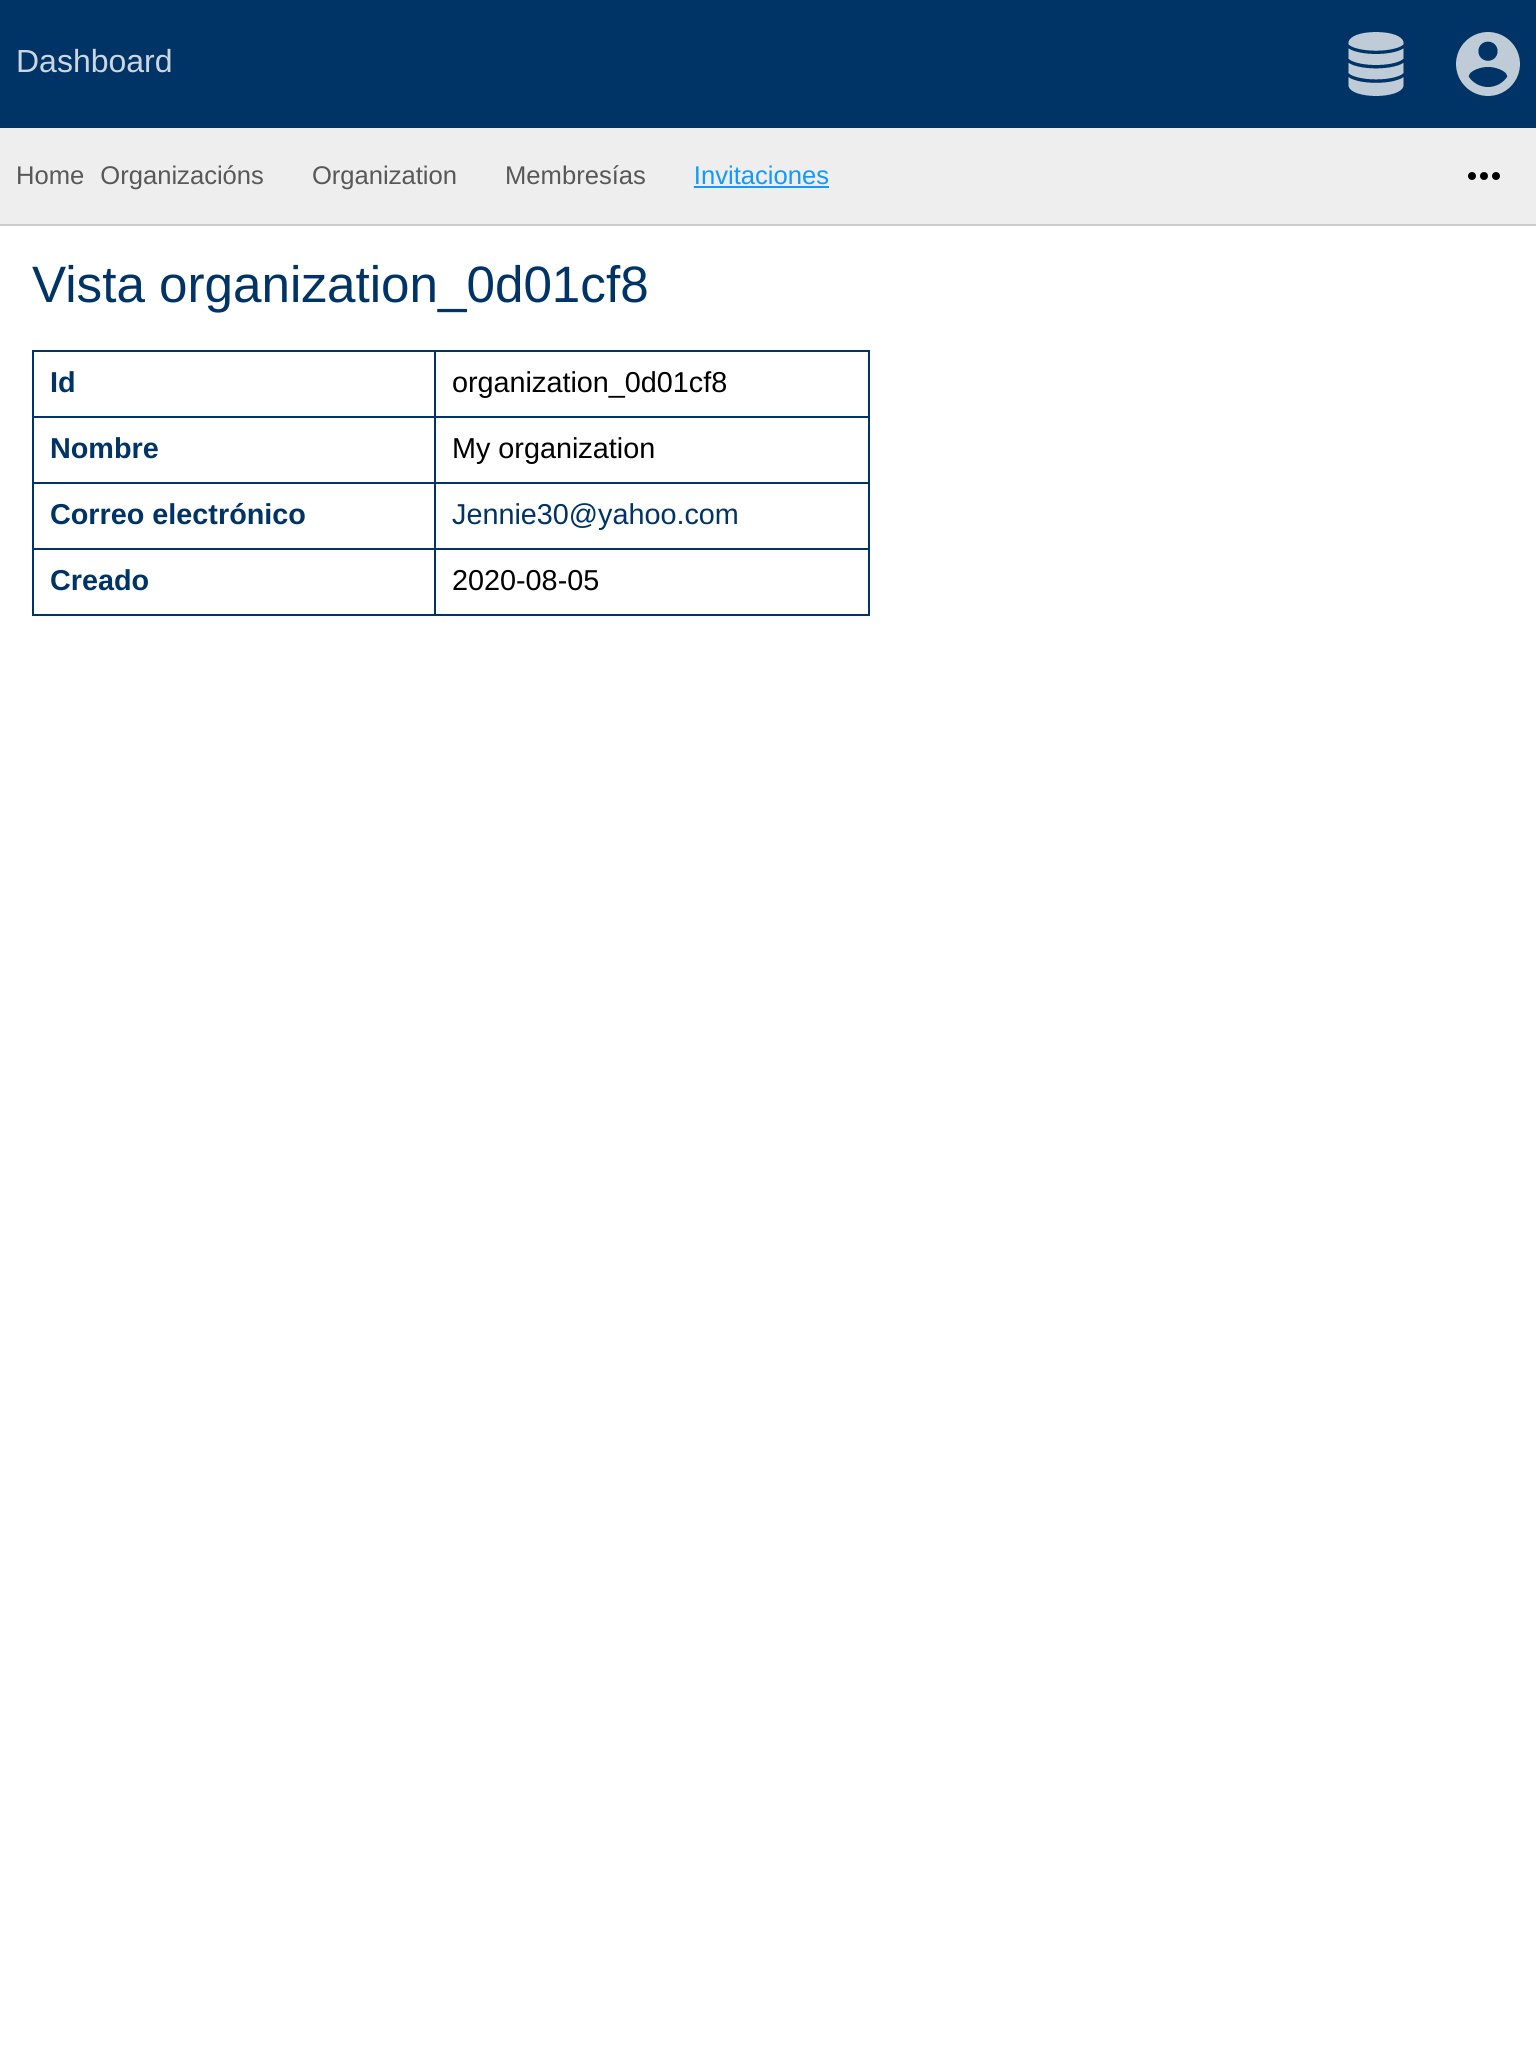 Dashboard
Home Organizacións Organization Membresías Invitaciones
Vista organization_0d01cf8
Id organization_0d01cf8
Nombre My organization
Correo electrónico Jennie30@yahoo.com
Creado 2020-08-05